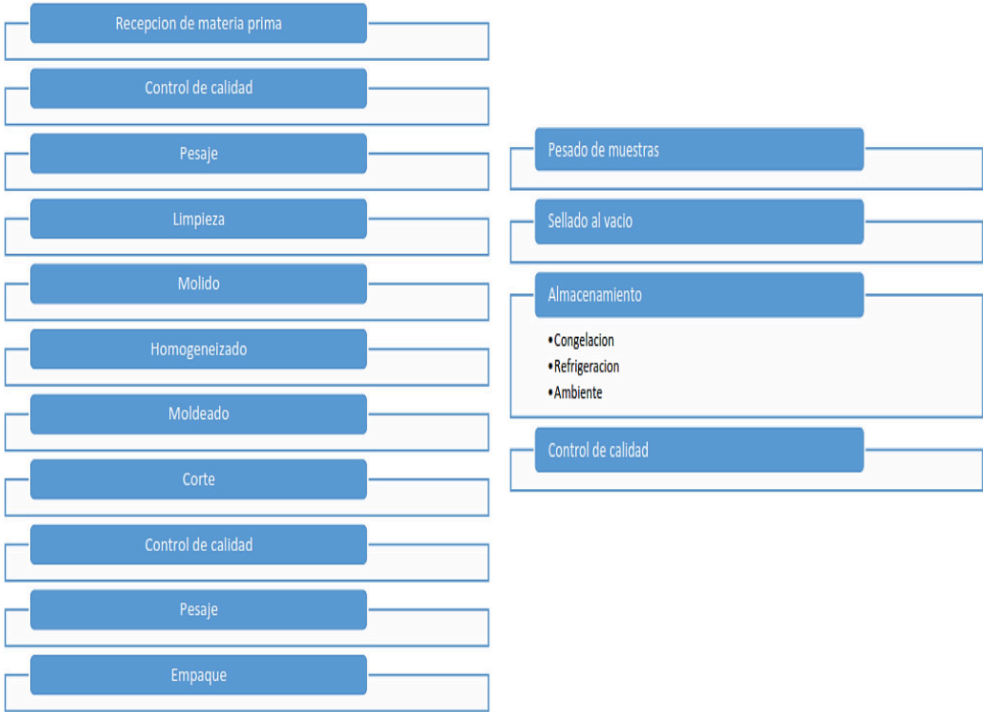 Recepcion de materia prima
Control de calidad
Pesaje
Limpieza
Molido
Homogeneizado
Moldeado
Corte
Control de calidad
Pesaje
Empaque
Pesado de muestras
Sellado al vacio
Almacenamiento
•Congelacion
•Refrigeracion
•Ambiente
Control de calidad